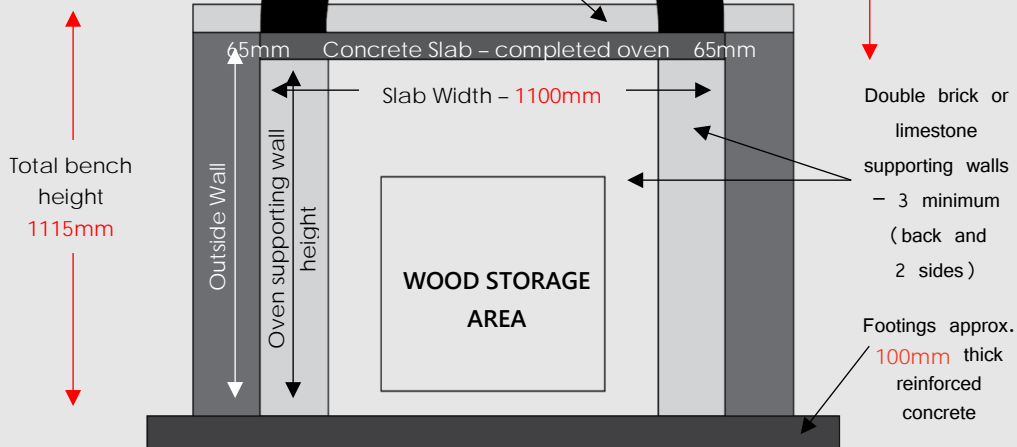 65mm Concrete Slab – completed oven 65mm
Slab Width – 1100mm
Total bench
height
1115mm
Outside Wall
Oven supporting wall
height
WOOD STORAGE
AREA
Double brick or
limestone
supporting walls
– 3 minimum
(back and
2 sides)
Footings approx.
100mm thick
reinforced
concrete